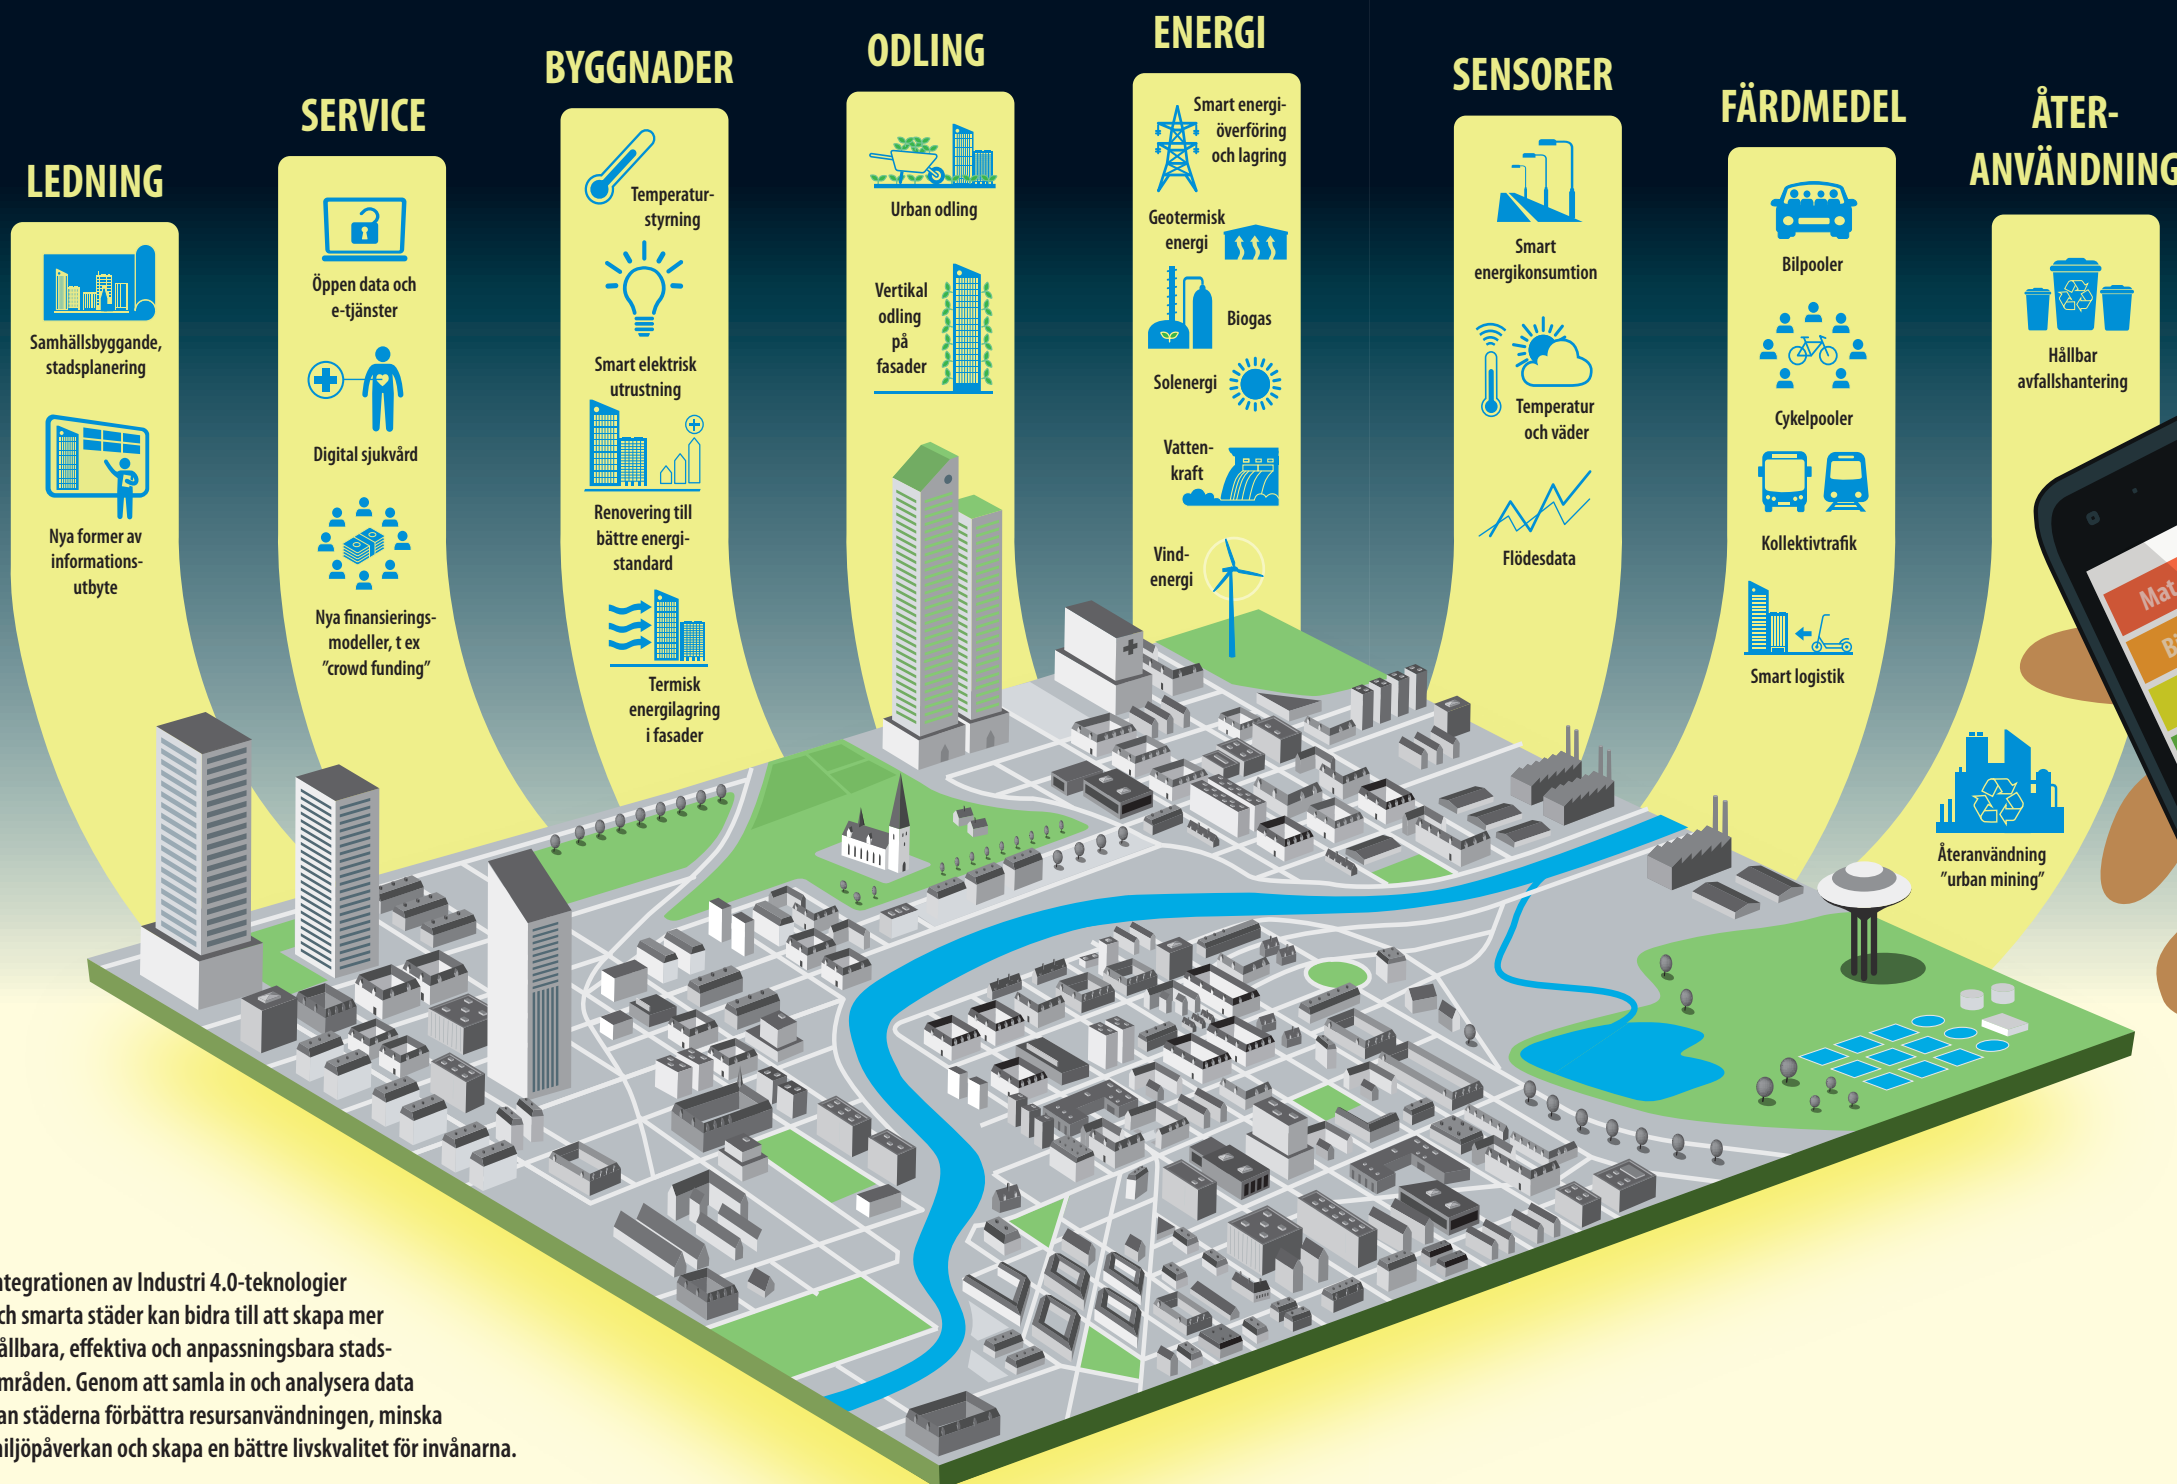 LEDNING
Samhällsbyggande,
stadsplanering
Nya former av
informations-
utbyte
SERVICE
Öppen data och
e-tjänster
Digital sjukvård
Nya finansierings-
modeller, t ex
”crowd funding”
BYGGNADER
Temperatur-
styrning
Smart elektrisk
utrustning
Renovering till
bättre energi-
standard
Termisk
energilagring
i fasader
ODLING
Urban odling
Vertikal
odling
på
fasader
ENERGI
Smart energi-
överföring
och lagring
Geotermisk
energi
Biogas
Solenergi
Vatten-
kraft
Vind-
energi
SENSORER
Smart
energikonsumtion
Temperatur
och väder
Flödesdata
FÄRDMEDEL
Bilpooler
Cykelpooler
Kollektivtrafik
Smart logistik
ÅTER-
ANVÄNDNING
Hållbar
avfallshantering
Återanvändning
”urban mining”
Mat
ntegrationen av Industri 4.0-teknologier
ch smarta städer kan bidra till att skapa mer
ållbara, effektiva och anpassningsbara stads-
mråden. Genom att samla in och analysera data
an städerna förbättra resursanvändningen, minska
miljöpåverkan och skapa en bättre livskvalitet för invånarna.